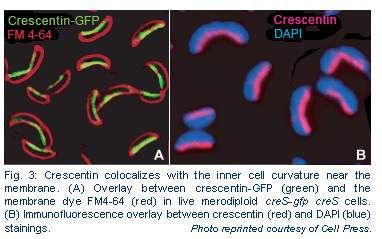 Crescentin-GFP
FM 4-64
A
Crescentin
DAPI
B
Fig. 3: Crescentin colocalizes with the inner cell curvature near the
membrane. (A) Overlay between crescentin-GFP (green) and the
membrane dye FM4-64 (red) in live merodiploid creS-gfp creS cells.
(B) Immunofluorescence overlay between crescentin (red) and DAPI (blue)
stainings.
Photo reprinted courtesy of Cell Press.